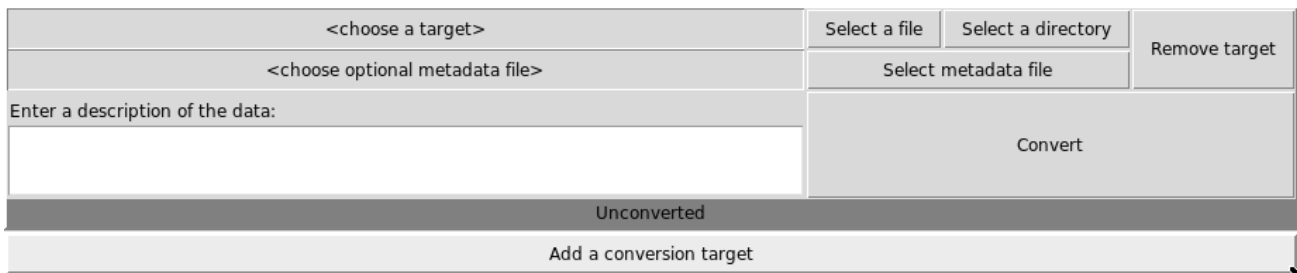 <choose a target> Select a file Select a directory Remove target
<choose optional metadata file> Select metadata file
Enter a description of the data:
Convert
Unconverted
Add a conversion target